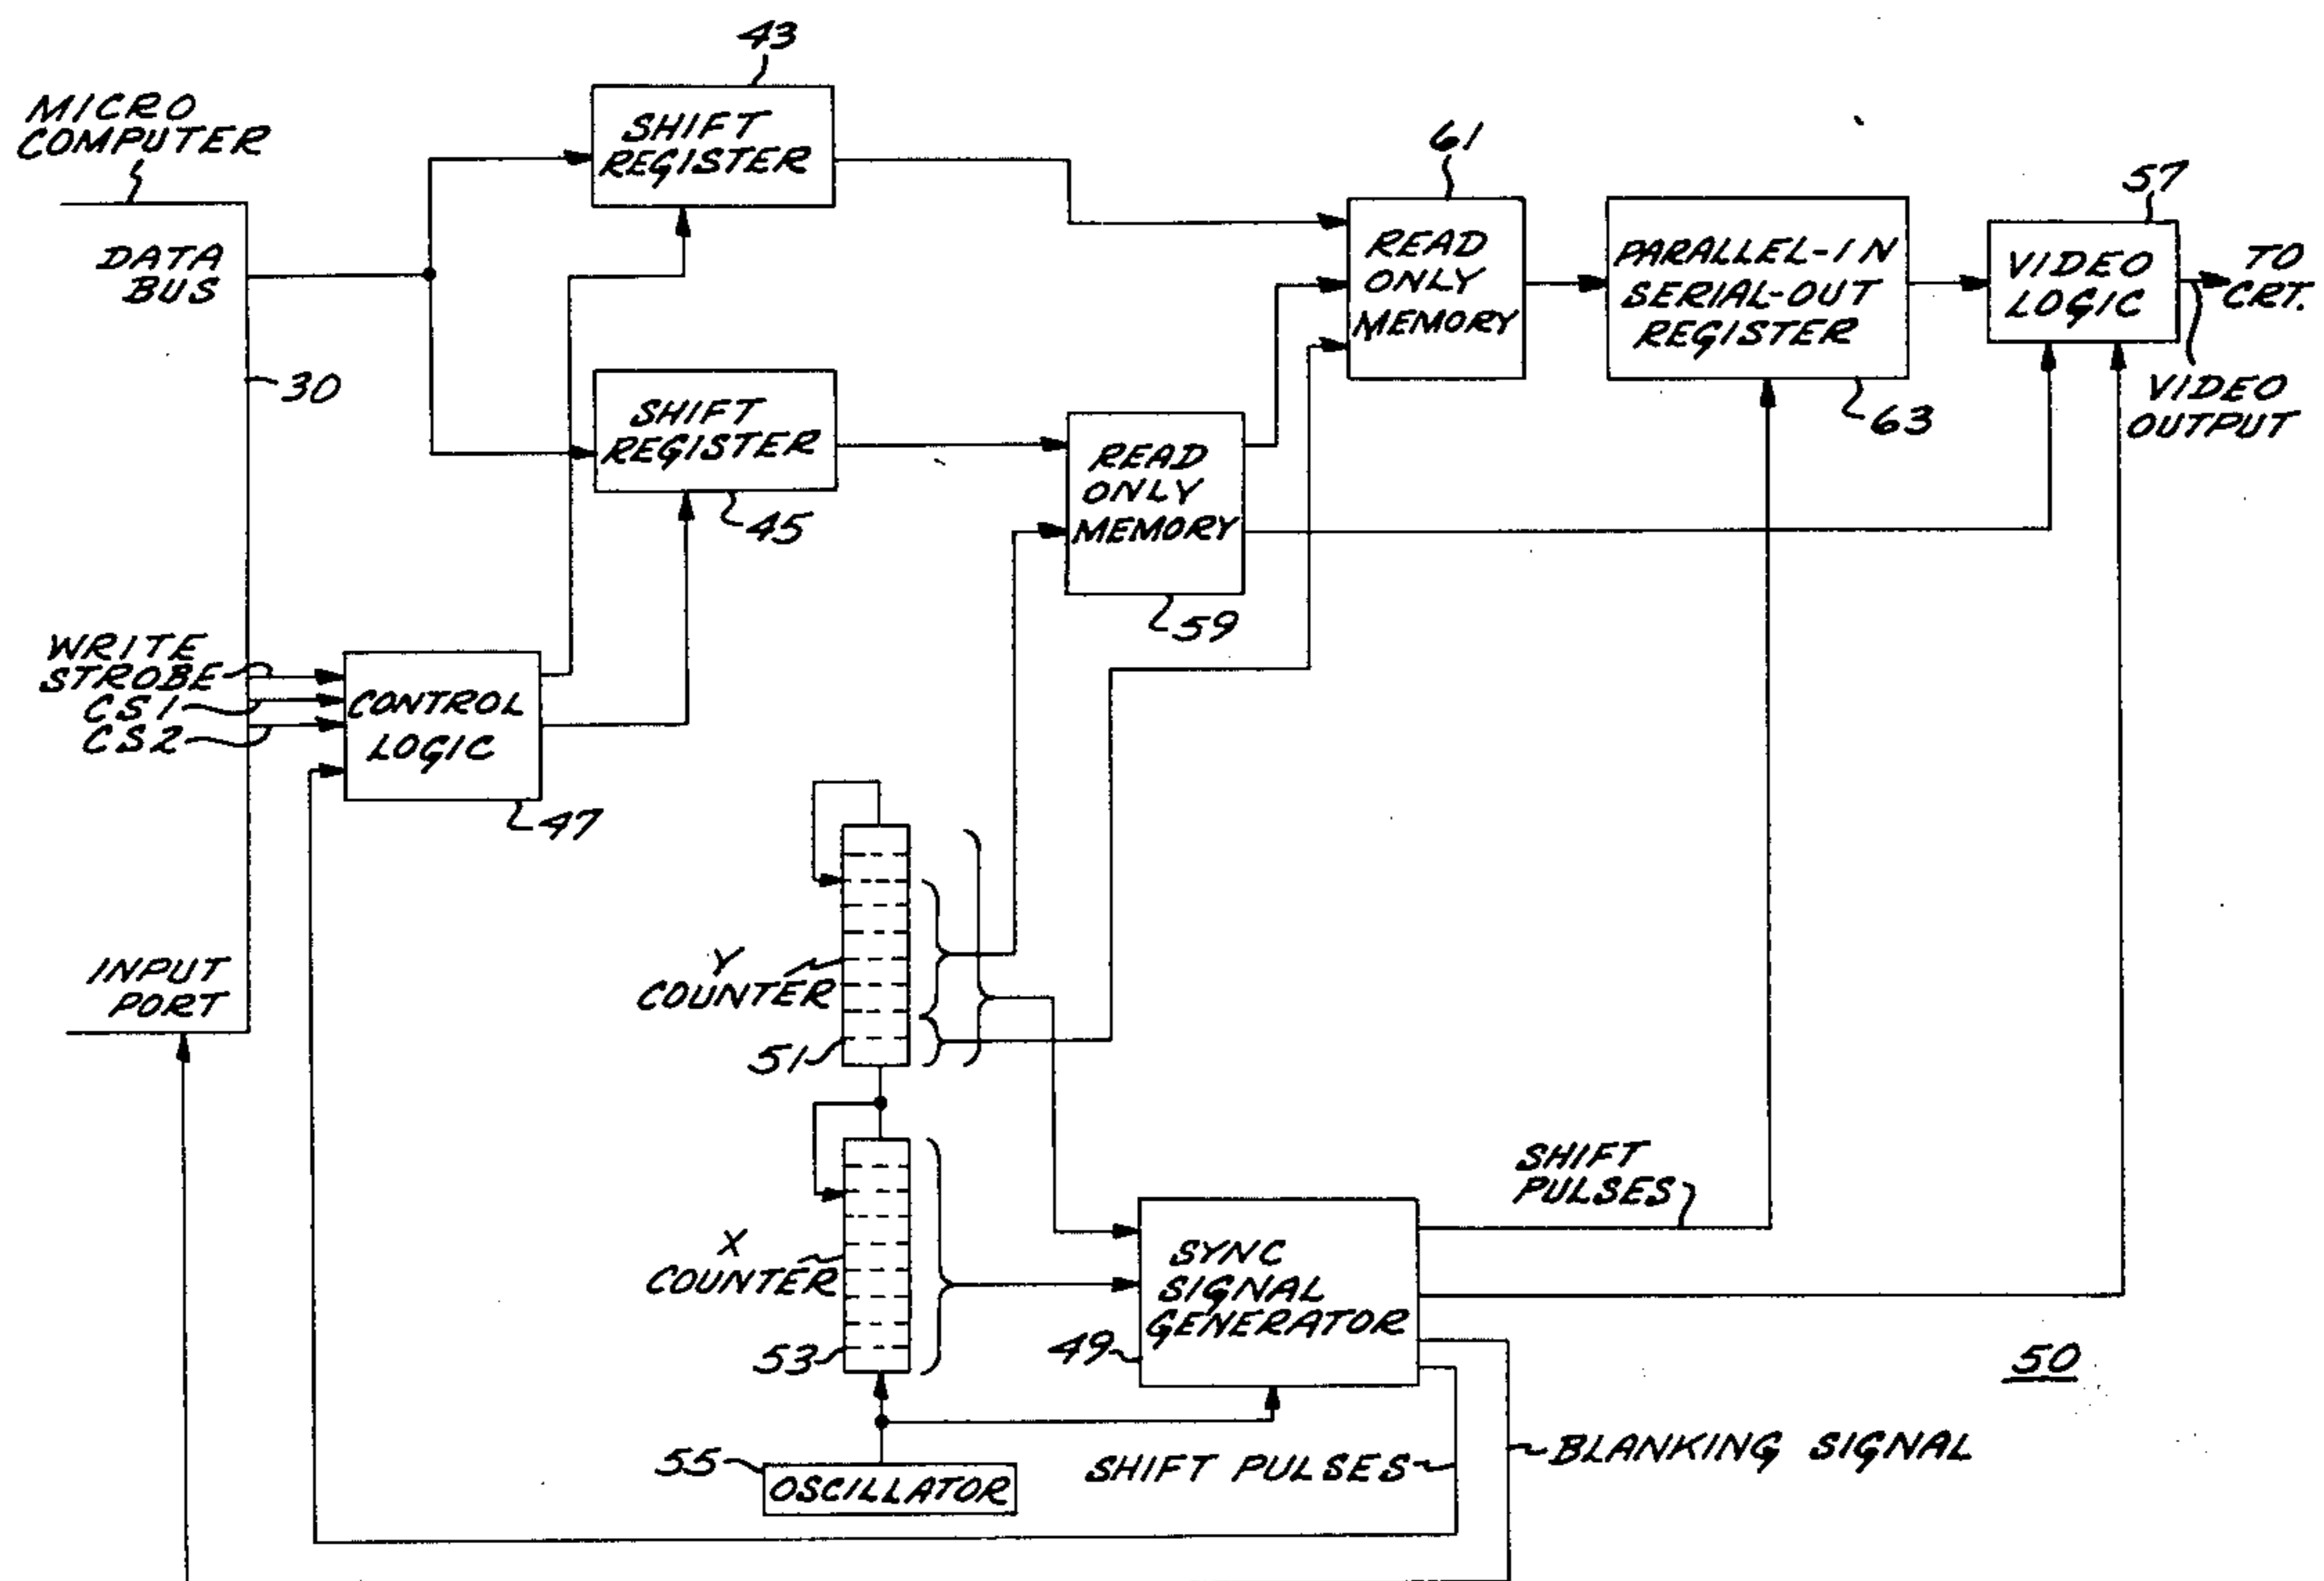 43
MICRO
COMPUTER
SHIFT
REGISTER
61
57
DATA
BUS
READ
ONLY
MEMORY
PARALLEL-IN
SERIAL-OUT
REGISTER
VIDEO
LOGIC
TO
CRT.
30
VIDEO
OUTPUT
63
SHIFT
REGISTER
45
READ
ONLY
MEMORY
59
WRITE
STROBE
CS1
CS2
CONTROL
LOGIC
47
INPUT
PORT
Y
COUNTER
51
SHIFT
PULSES
X
COUNTER
53
SYNC
SIGNAL
GENERATOR
49
50
55
OSCILLATOR
SHIFT PULSES
BLANKING SIGNAL